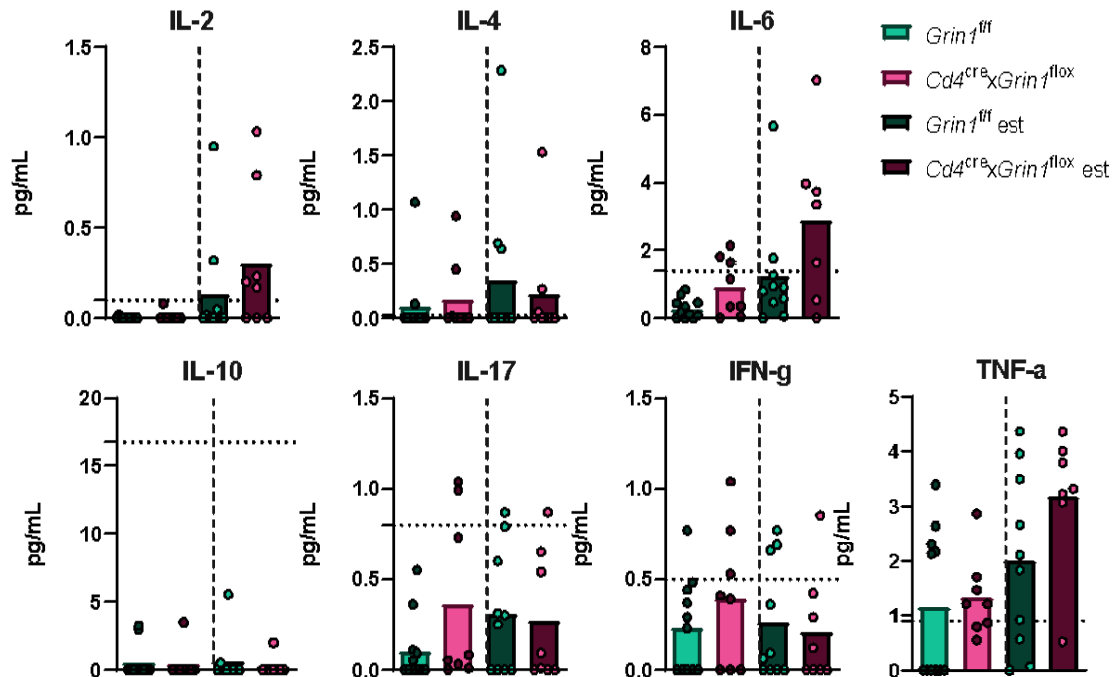 IL-2
1.5
1.0
0.5
0.0
pg/mL
IL-4
2.5
2.0
1.5
1.0
0.5
0.0
pg/mL
IL-6
8
6
4
2
0
pg/mL
Grin1f/f
Cd4crexGrin1flox
Grin1f/f est
Cd4crexGrin1flox est
IL-10
20
15
10
5
0
pg/mL
IL-17
1.5
1.0
0.5
0.0
pg/mL
IFN-g
1.5
1.0
0.5
0.0
pg/mL
TNF-a
5
4
3
2
1
0
pg/mL